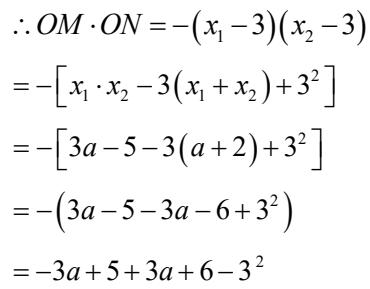 ∴OM·ON=−(x₁−3)(x₂−3)
=−[x₁·x₂−3(x₁+x₂)+3²]
=−[3a−5−3(a+2)+3²]
=−(3a−5−3a−6+3²)
=−3a+5+3a+6−3²